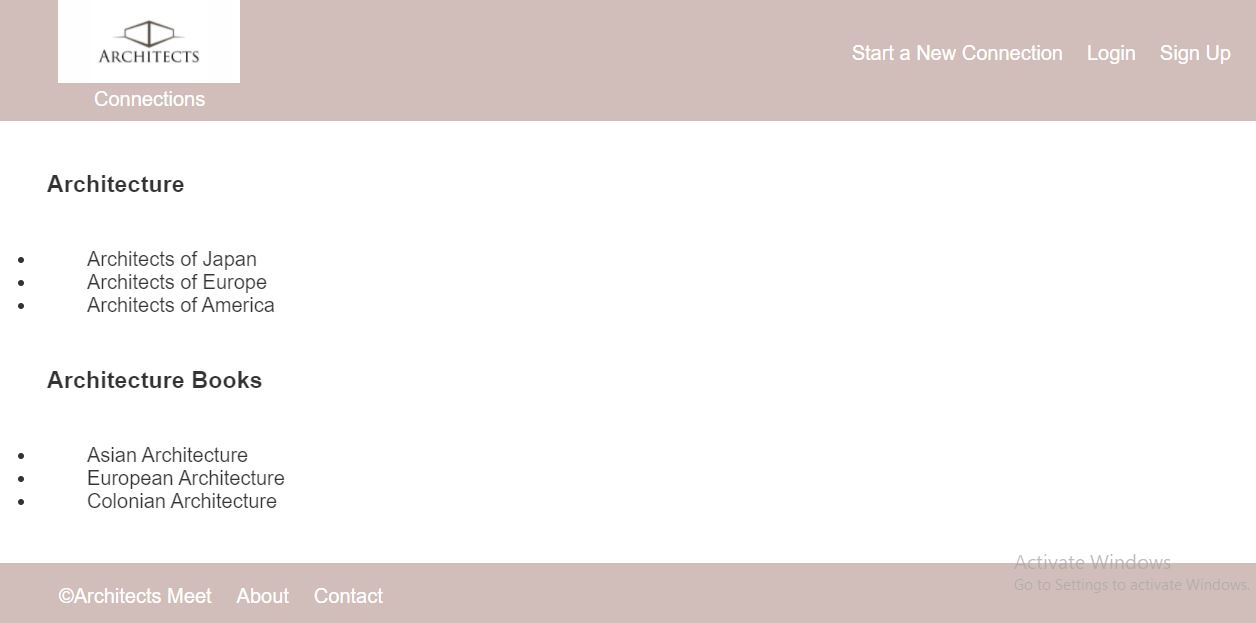 ARCHITECTS
Connections
Start a New Connection Login Sign Up
Architecture
Architects of Japan
Architects of Europe
Architects of America
Architecture Books
Asian Architecture
European Architecture
Colonian Architecture
Activate Windows
Go to Settings to activate Windows.
©Architects Meet About Contact